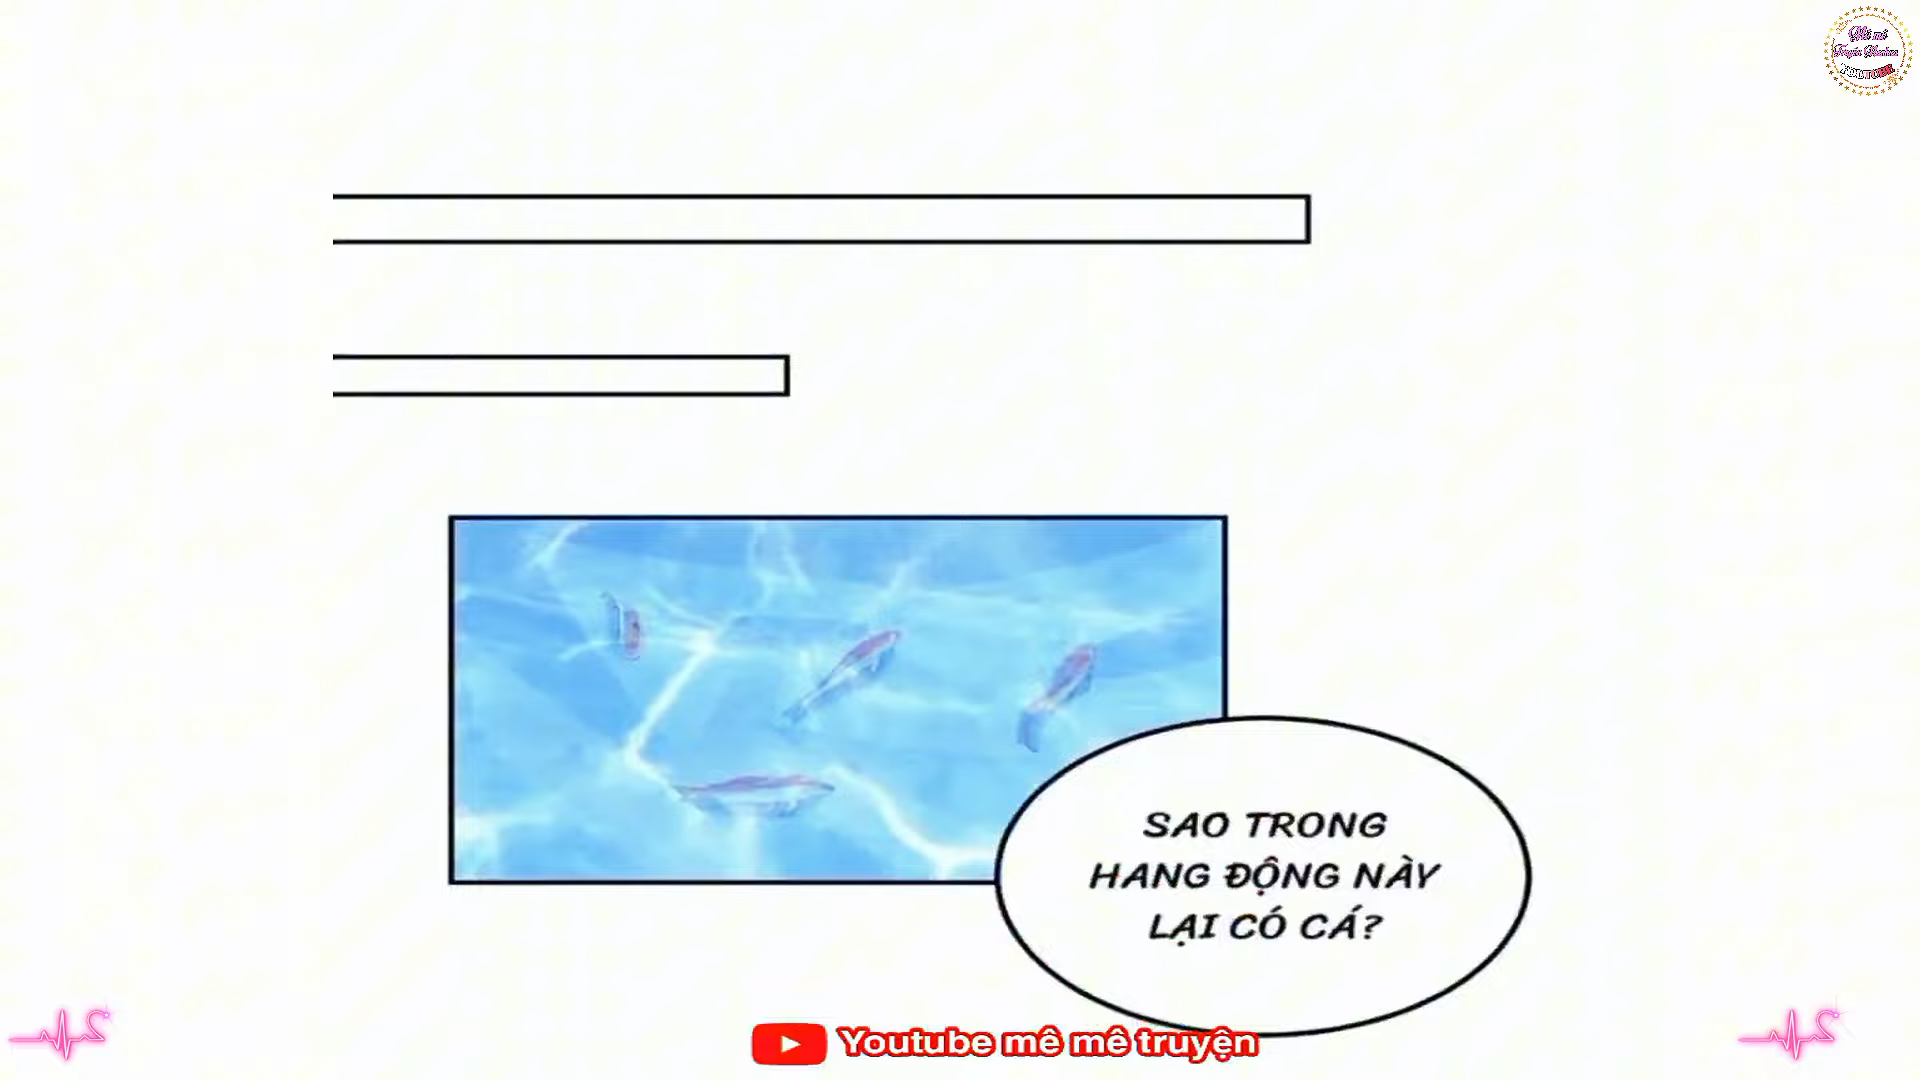 SAO TRONG
HANG ĐỘNG NÀY
LẠI CÓ CÁ?
Youtube mê mê truyện